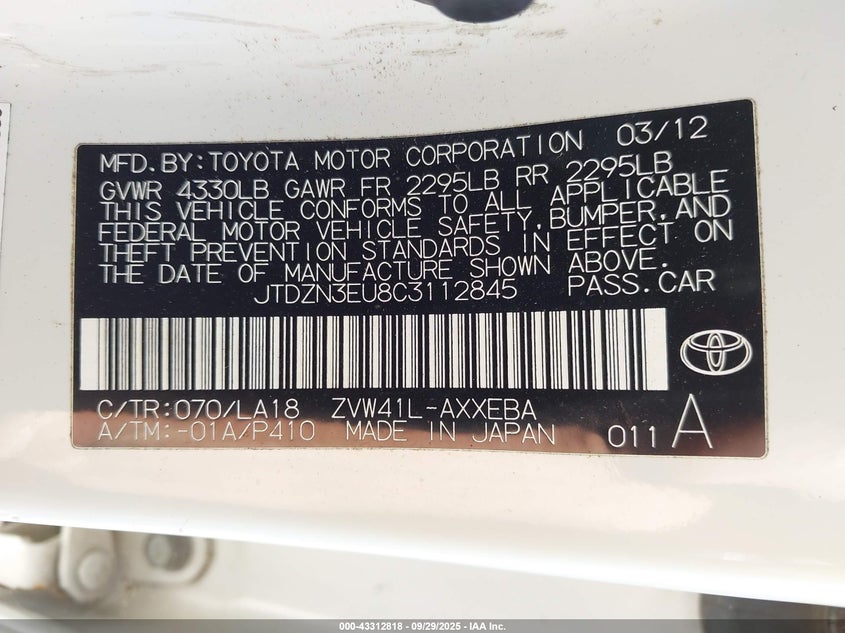 MFD.BY:TOYOTA MOTOR CORPORATION 03/12
GVWR 4330LB GAWR FR 2295LB RR 2295LB
THIS VEHICLE CONFORMS TO ALL APPLICABLE
FEDERAL MOTOR VEHICLE SAFETY,BUMPER,AND
THEFT PREVENTION STANDARDS IN EFFECT ON
THE DATE OF MANUFACTURE SHOWN ABOVE.
JTDZN3EU8C3112845 PASS.CAR
C/TR:070/LA18 ZVW41L-AXXEBA
A/TM:-01A/P410 MADE IN JAPAN 011 A
000-43312818 - 09/29/2025 - IAA Inc.